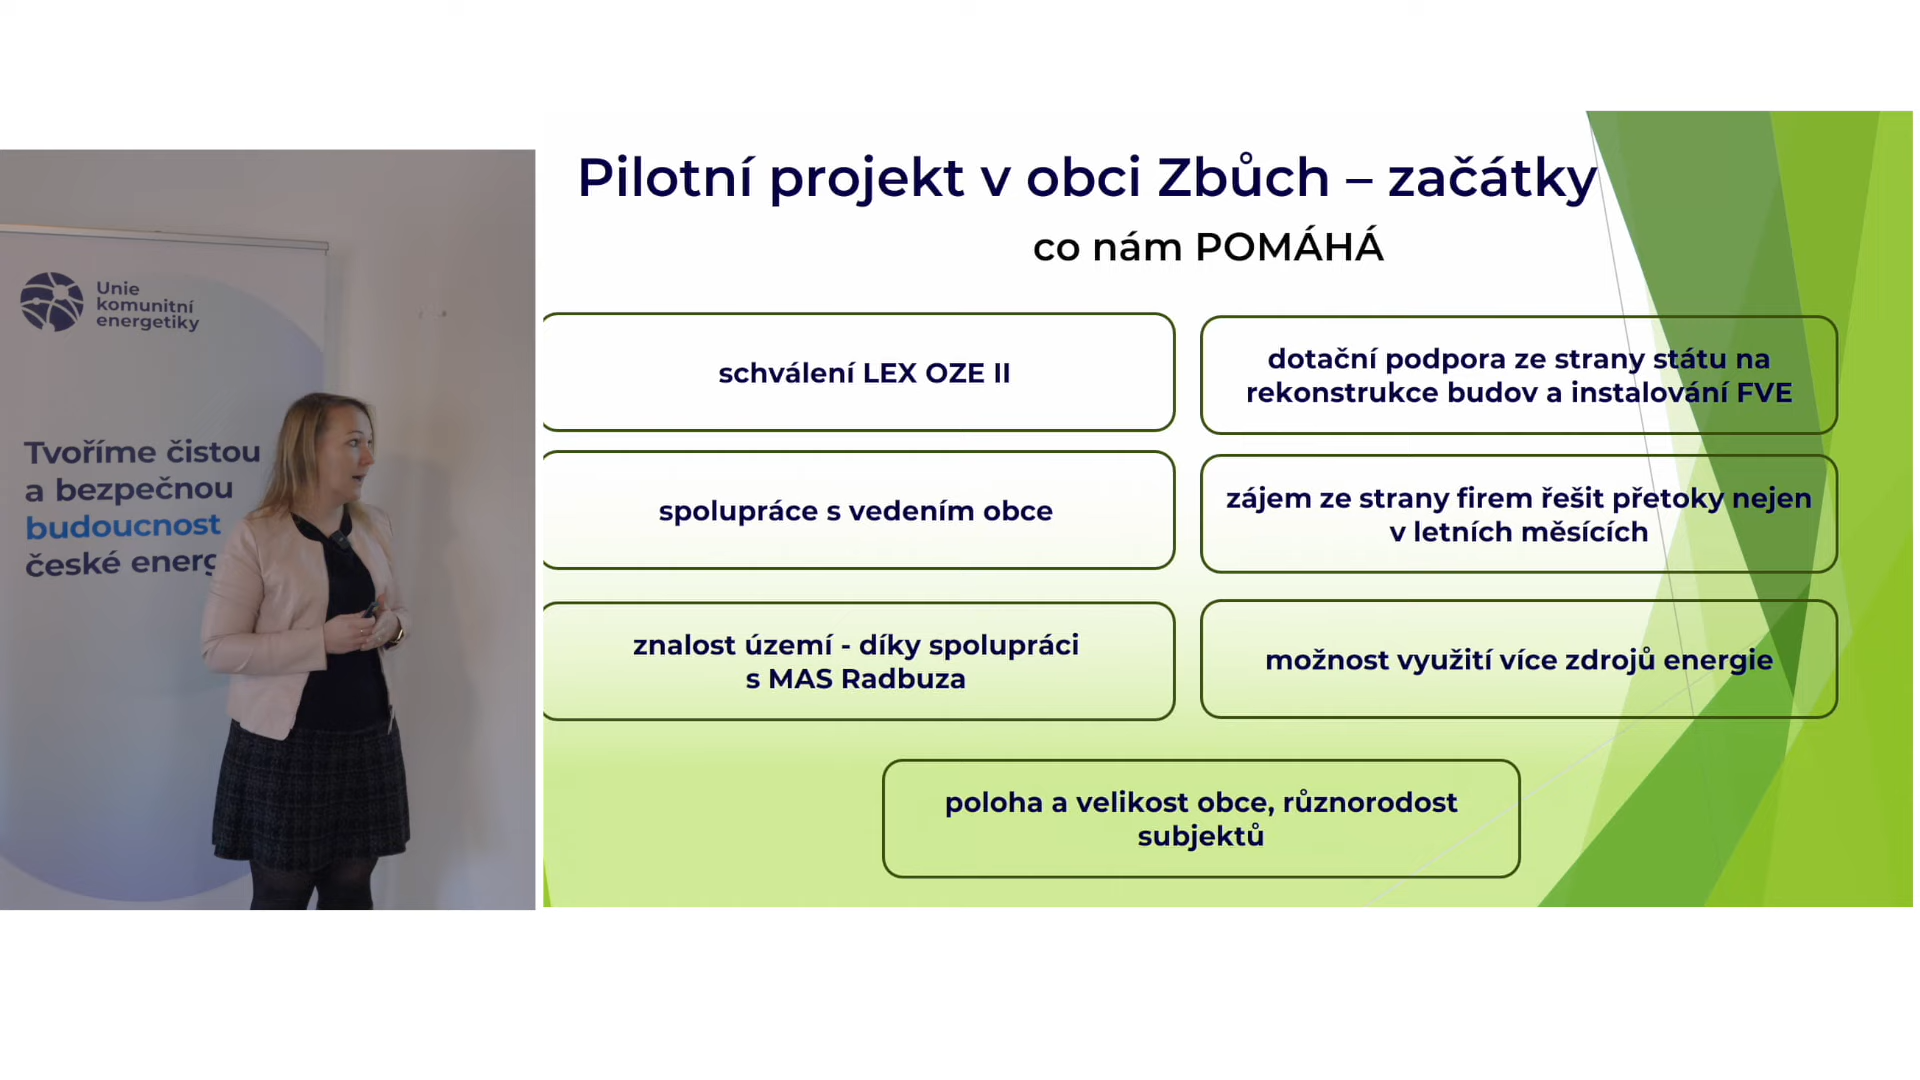 Unie
komunitní
energetiky
Tvoříme čistou
a bezpečnou
budoucnost
české energ
Pilotní projekt v obci Zbůch – začátky
co nám POMÁHÁ
schválení LEX OZE II
dotační podpora ze strany státu na
rekonstrukce budov a instalování FVE
spolupráce s vedením obce
zájem ze strany firem řešit přetoky nejen
v letních měsících
znalost území - díky spolupráci
s MAS Radbuza
možnost využití více zdrojů energie
poloha a velikost obce, různorodost
subjektů